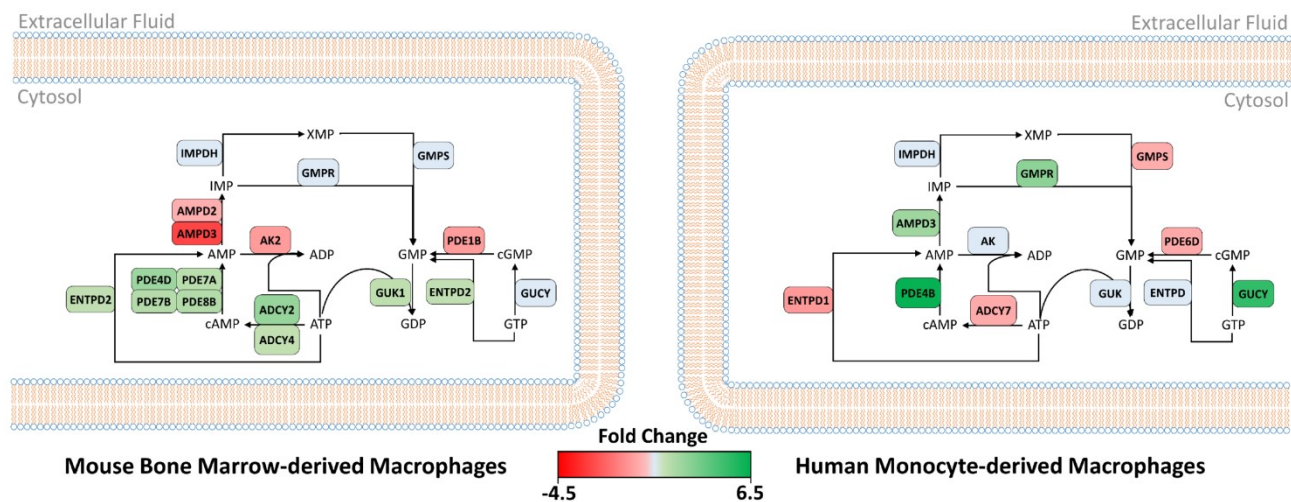 Extracellular Fluid
Cytosol
XMP
IMPDH
GMPS
GMPR
IMP
AMPD2
AMPD3
AK2
PDE1B
AMP
ADP
GMP
cGMP
PDE4D
PDE7A
ENTPD2
PDE7B
PDE8B
GUK1
ENTPD2
GUCY
ADCY2
cAMP
ATP
GDP
GTP
ADCY4
Extracellular Fluid
Cytosol
XMP
IMPDH
GMPS
GMPR
IMP
AMPD3
AK
PDE6D
AMP
ADP
GMP
cGMP
ENTPD1
PDE4B
GUK
ENTPD
GUCY
ADCY7
cAMP
ATP
GDP
GTP
Mouse Bone Marrow-derived Macrophages
Fold Change
-4.5
6.5
Human Monocyte-derived Macrophages